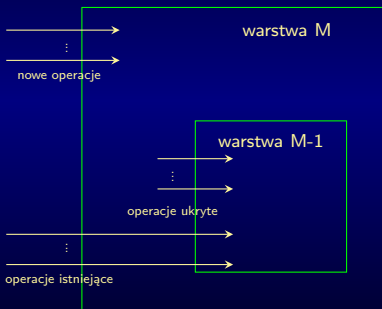 warstwa M
⋮
nowe operacje
warstwa M-1
⋮
operacje ukryte
⋮
operacje istniejące